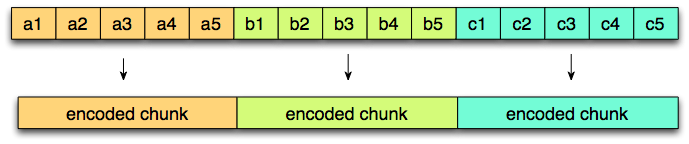 a1 a2 a3 a4 a5 b1 b2 b3 b4 b5 c1 c2 c3 c4 c5
encoded chunk encoded chunk encoded chunk